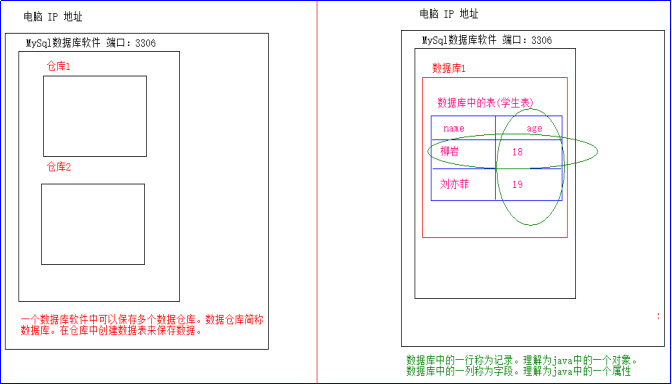 电脑 IP 地址
MySql数据库软件 端口：3306
仓库1
仓库2
一个数据库软件中可以保存多个数据仓库。数据仓库简称
数据库。在仓库中创建数据表来保存数据。
电脑 IP 地址
MySql数据库软件 端口：3306
数据库1
数据库中的表(学生表)
name age
柳岩 18
刘亦菲 19
数据库中的一行称为记录。理解为java中的一个对象。
数据库中的一列称为字段。理解为java中的一个属性